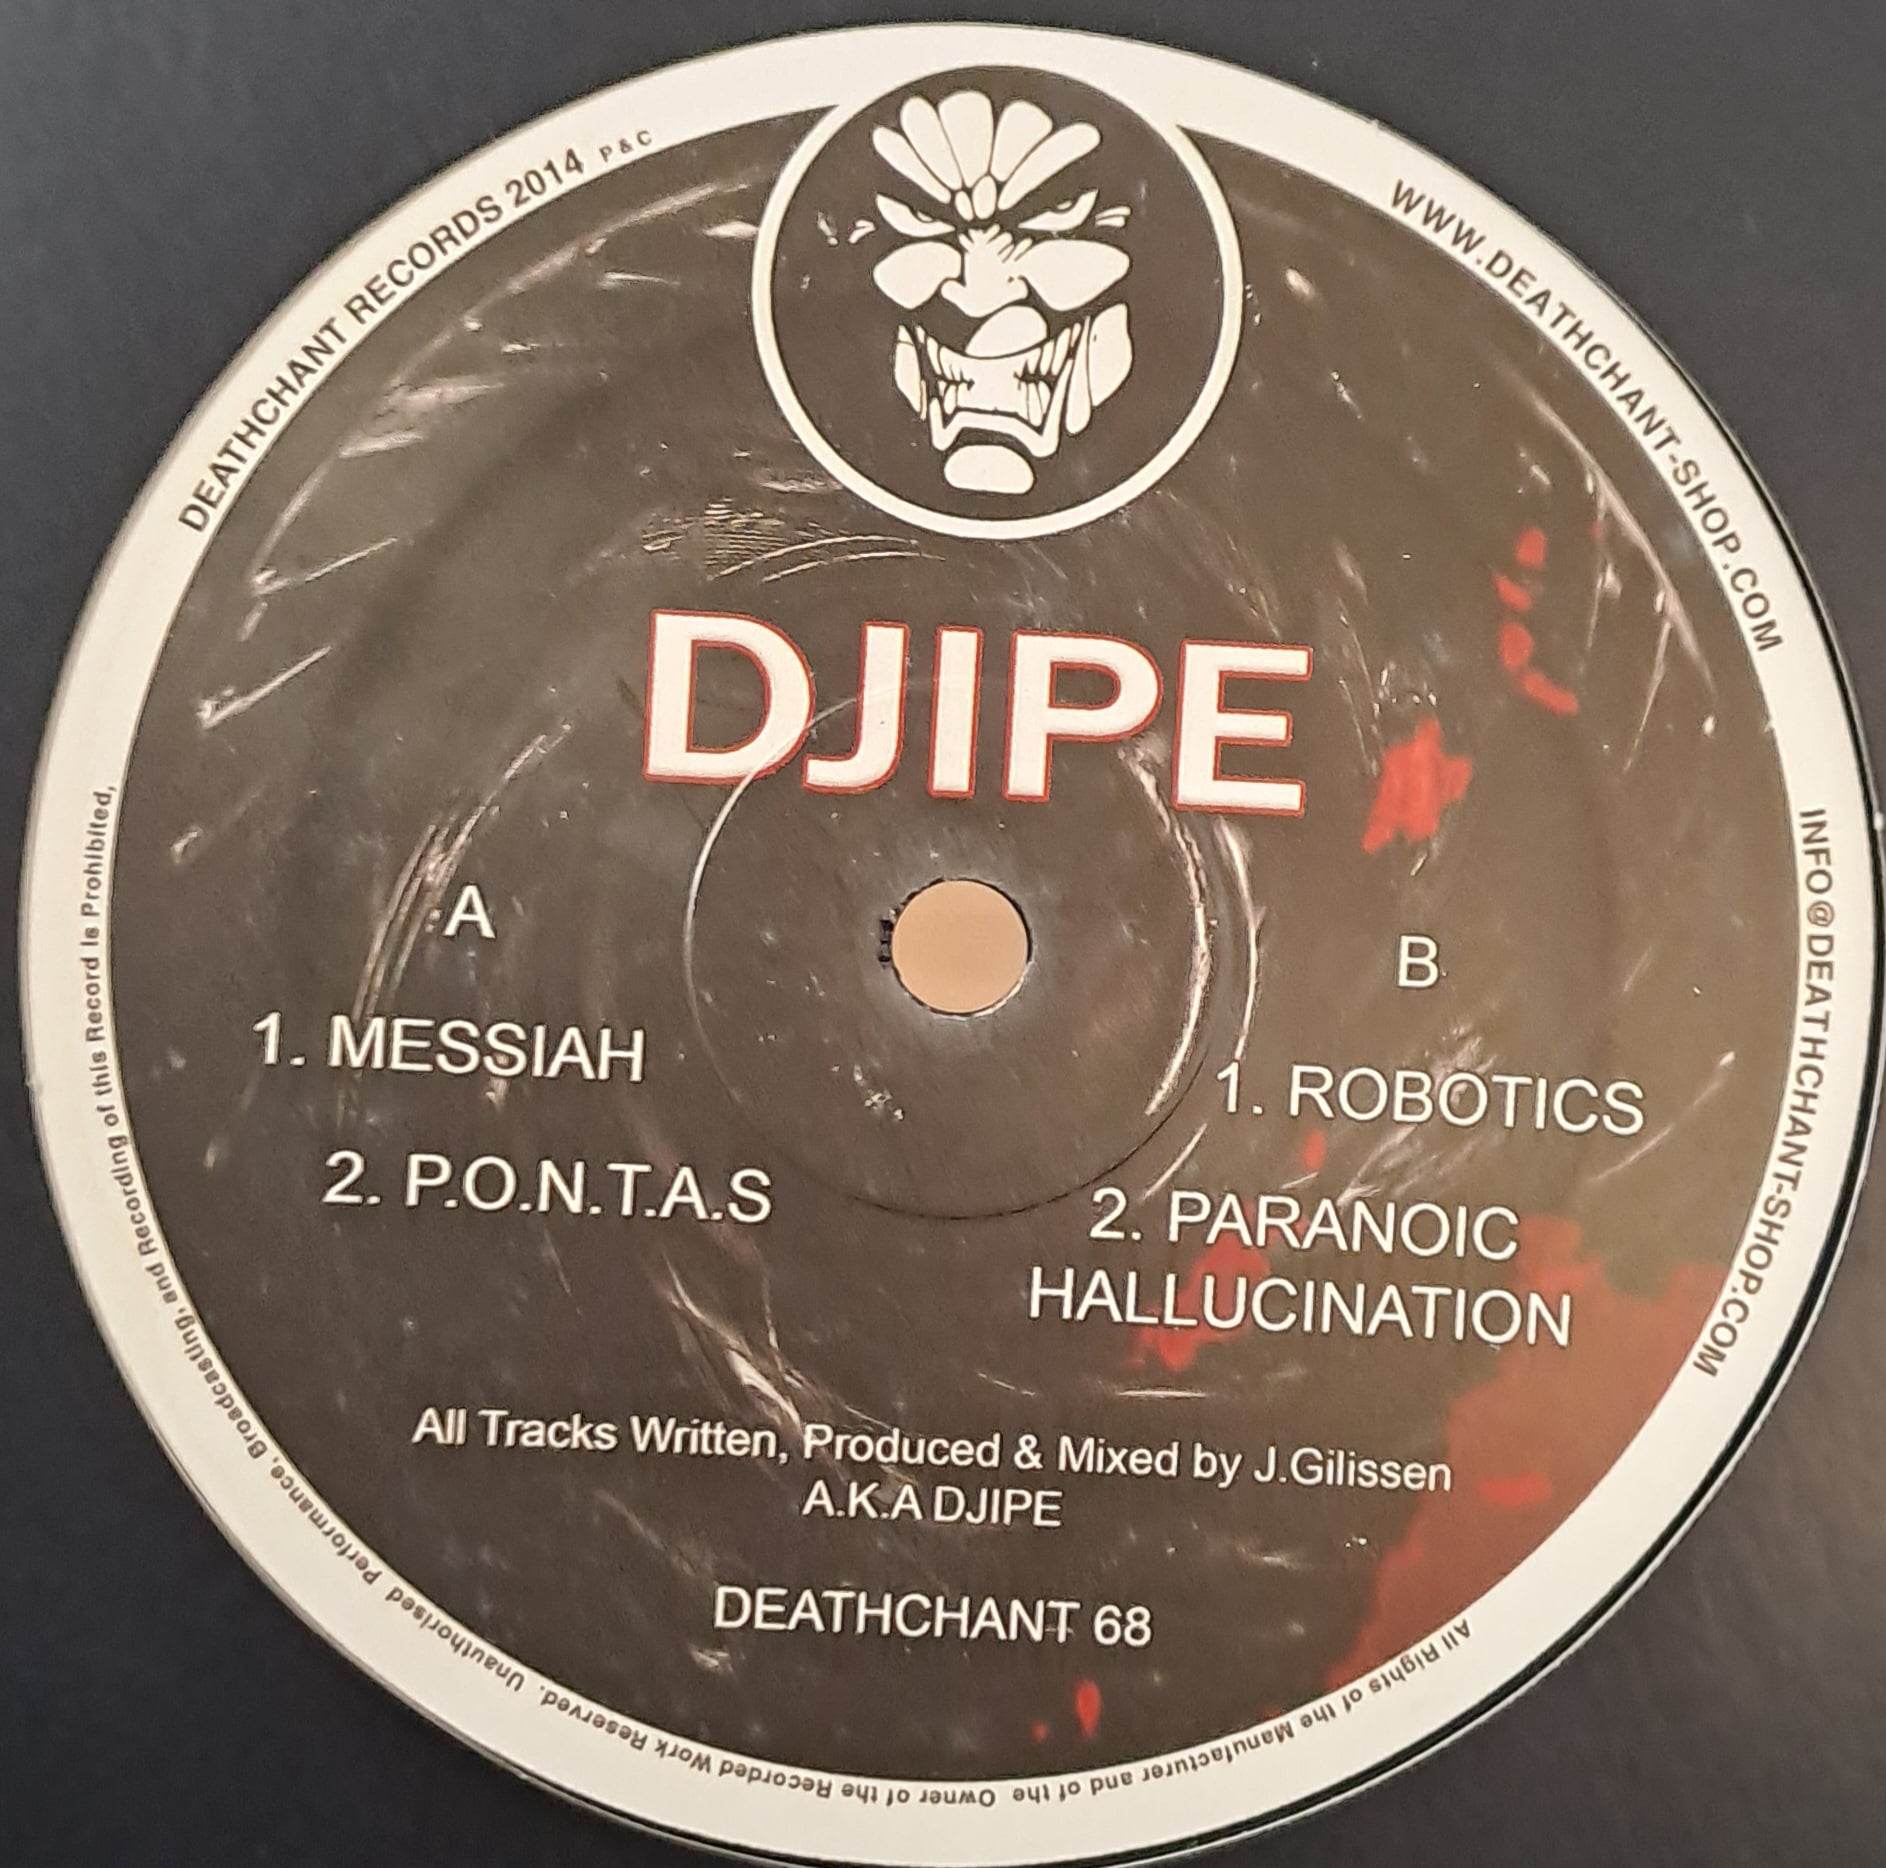 DEATHCHANT RECORDS 2014 P & C
WWW.DEATHCHANT-SHOP.COM
INFO@DEATHCHANT-SHOP.COM
DJIPE
A
1. MESSIAH
2. P.O.N.T.A.S
B
1. ROBOTICS
2. PARANOIC
HALLUCINATION
All Tracks Written, Produced & Mixed by J.Gilissen
A.K.A DJIPE
DEATHCHANT 68
All Rights of the Manufacturer and of the Owner of the Recorded Work Reserved. Unauthorised Performance, Broadcasting, and Recording of this Record is Prohibited,